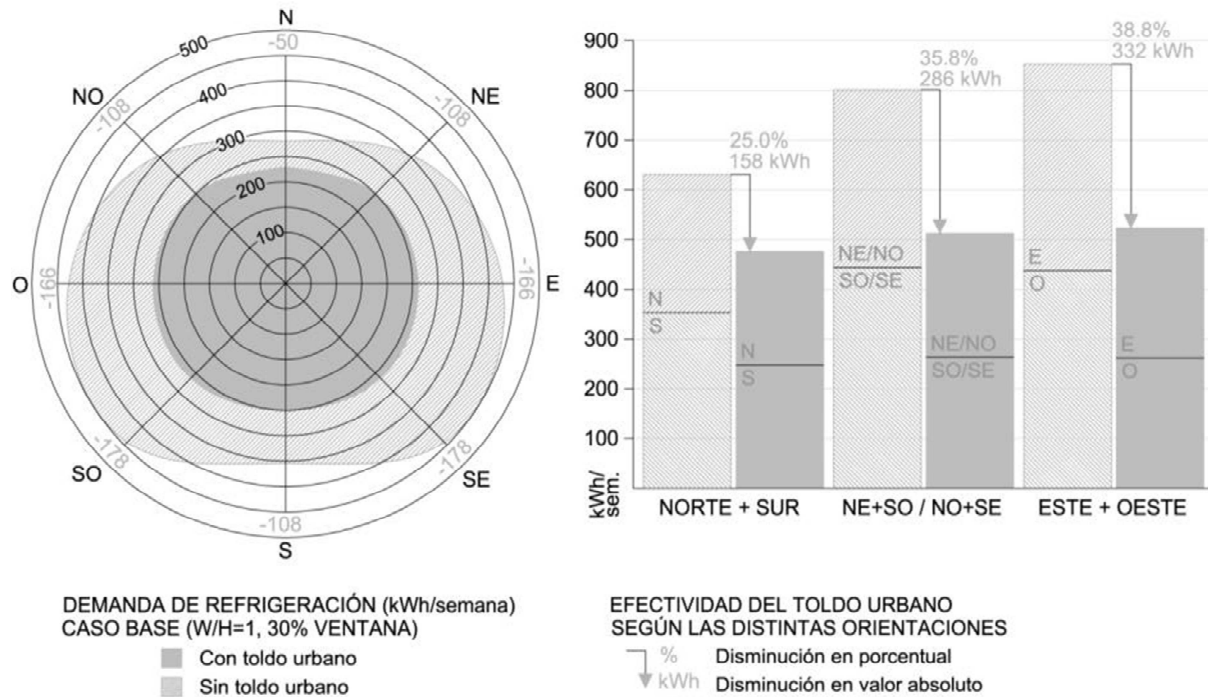 N
-50
500
NO
NE
-108
-108
400
300
200
100
O
-166
-166
E
-178
-178
SO
SE
-108
S
DEMANDA DE REFRIGERACIÓN (kWh/semana)
CASO BASE (W/H=1, 30% VENTANA)
Con toldo urbano
Sin toldo urbano
900
800
700
600
500
400
300
200
100
kWh/
sem.
25.0%
158 kWh
35.8%
286 kWh
38.8%
332 kWh
N
S
N
S
NE/NO
SO/SE
NE/NO
SO/SE
E
O
E
O
NORTE + SUR
NE+SO / NO+SE
ESTE + OESTE
EFECTIVIDAD DEL TOLDO URBANO
SEGÚN LAS DISTINTAS ORIENTACIONES
% Disminución en porcentual
kWh Disminución en valor absoluto